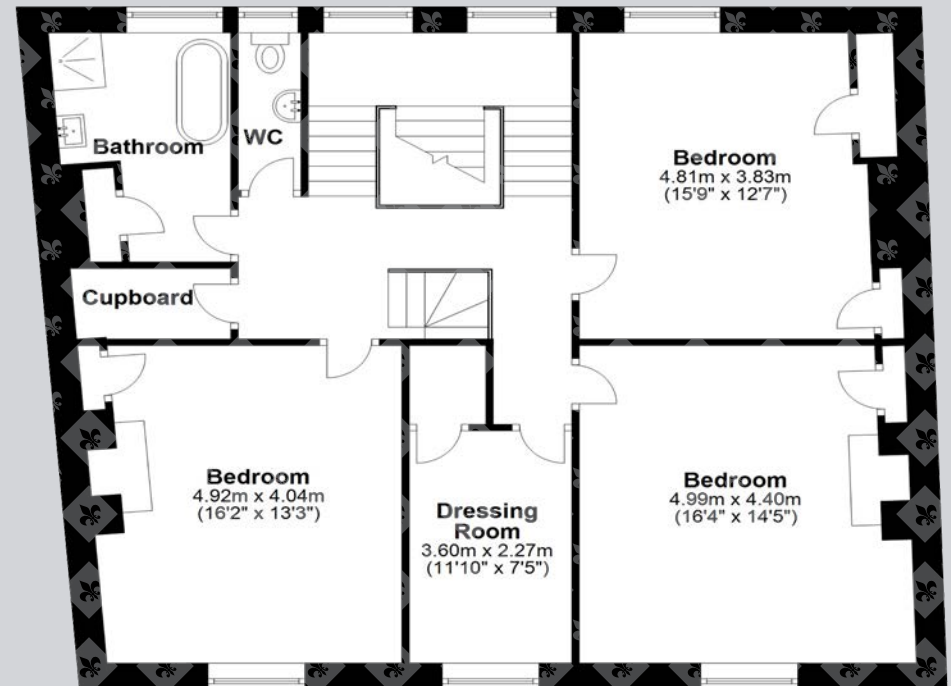 Bathroom
WC
Bedroom
4.81m x 3.83m
(15'9" x 12'7")
Cupboard
Bedroom
4.92m x 4.04m
(16'2" x 13'3")
Dressing
Room
3.60m x 2.27m
(11'10" x 7'5")
Bedroom
4.99m x 4.40m
(16'4" x 14'5")